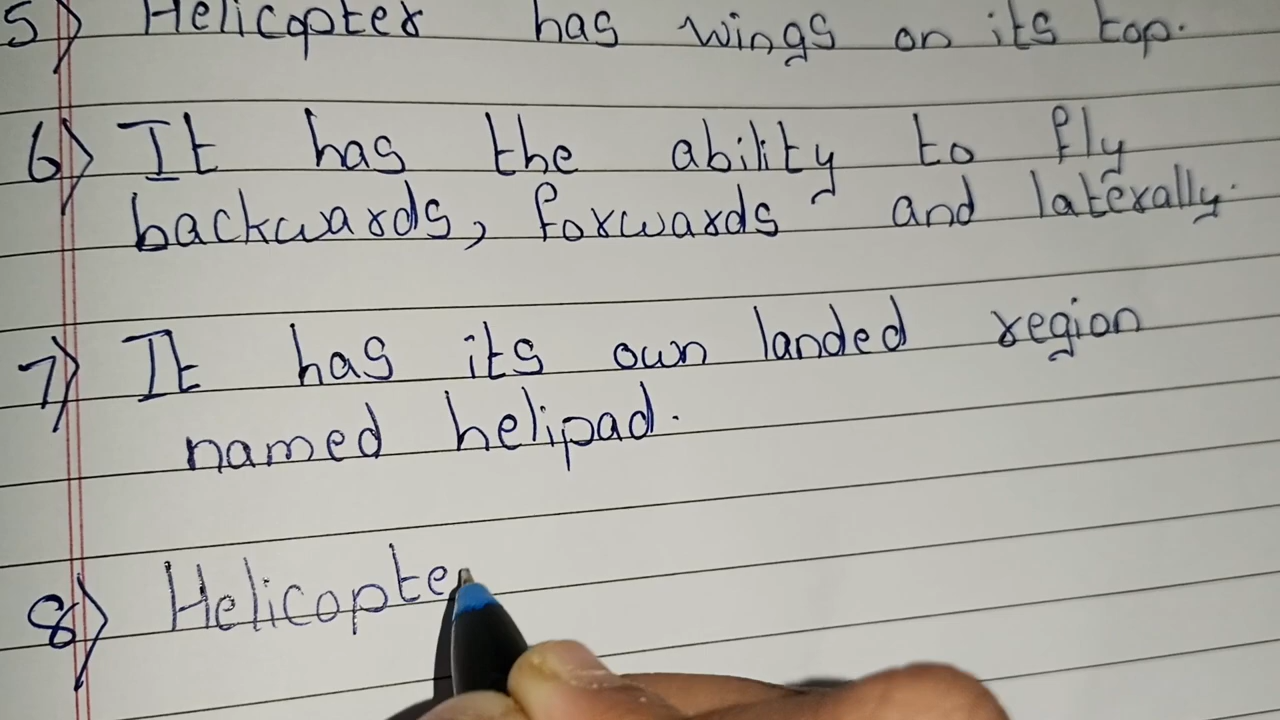 5) Helicopter has wings on its top.
6) It has the ability to fly
backwards, forwards and laterally.
7) It has its own landed region
named helipad.
8) Helicopte